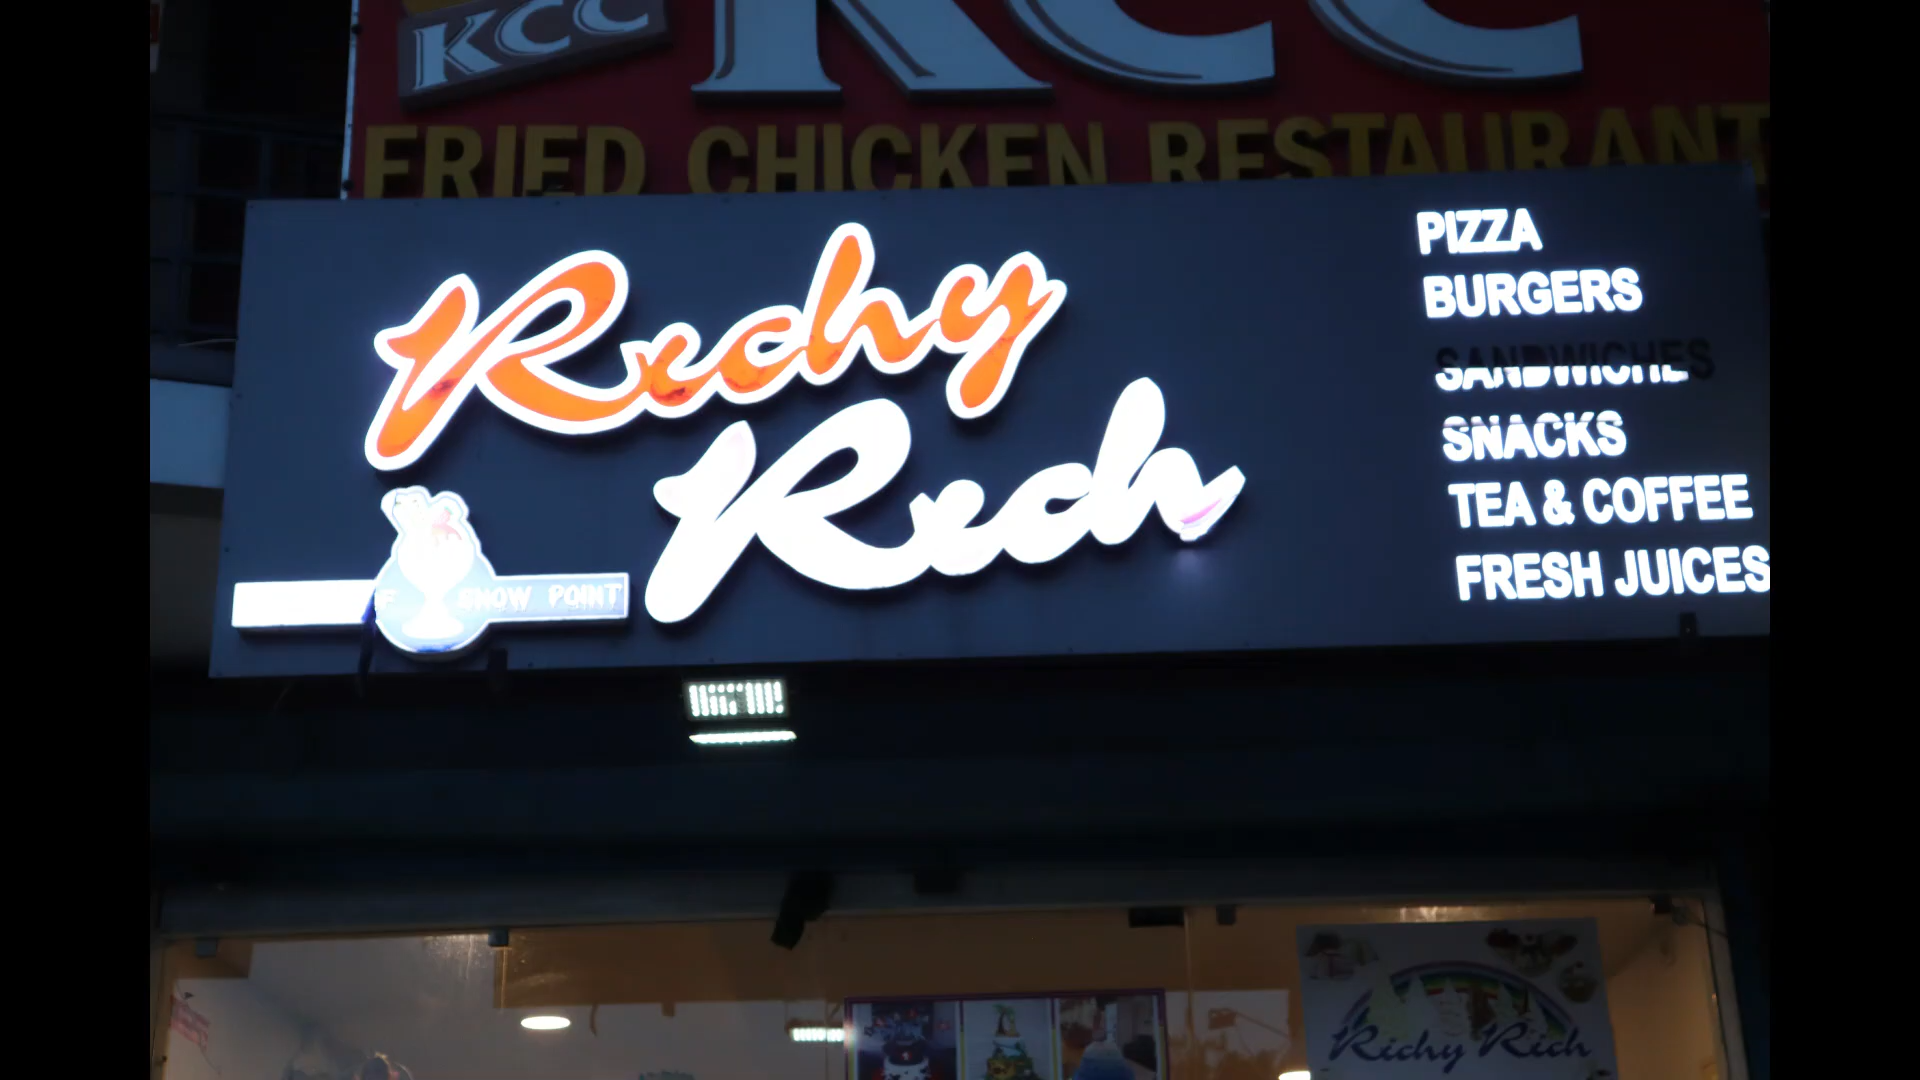 KCC KCC
FRIED CHICKEN RESTAURANT
Richy
Rich
SNOW POINT
PIZZA
BURGERS
SANDWICHES
SNACKS
TEA & COFFEE
FRESH JUICES
Richy Rich